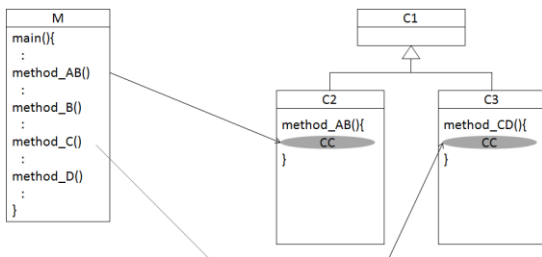 M
main(){
:
method_AB()
:
method_B()
:
method_C()
:
method_D()
:
}
C1
C2
method_AB(){
CC
}
C3
method_CD(){
CC
}